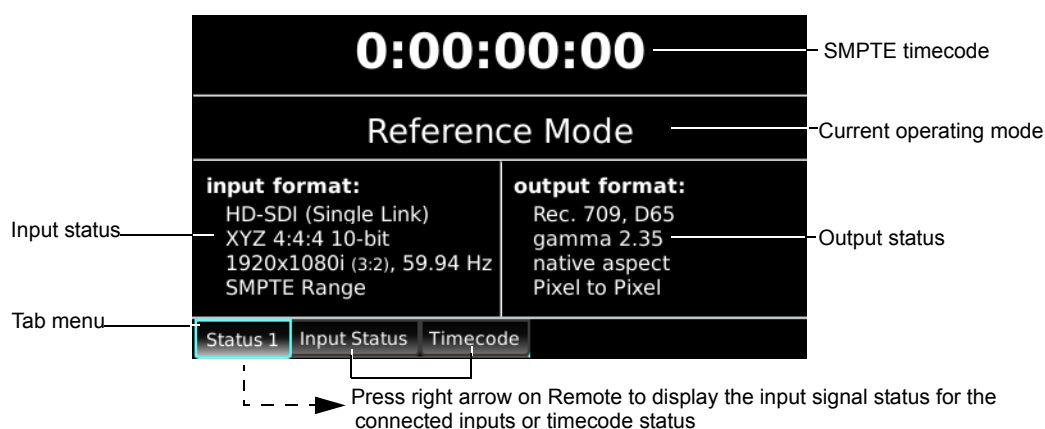 0:00:00:00
SMPTE timecode
Reference Mode
Current operating mode
input format:
HD-SDI (Single Link)
XYZ 4:4:4 10-bit
1920x1080i (3:2), 59.94 Hz
SMPTE Range
output format:
Rec. 709, D65
gamma 2.35
native aspect
Pixel to Pixel
Input status
Output status
Tab menu
Status 1
Input Status
Timecode
Press right arrow on Remote to display the input signal status for the
connected inputs or timecode status